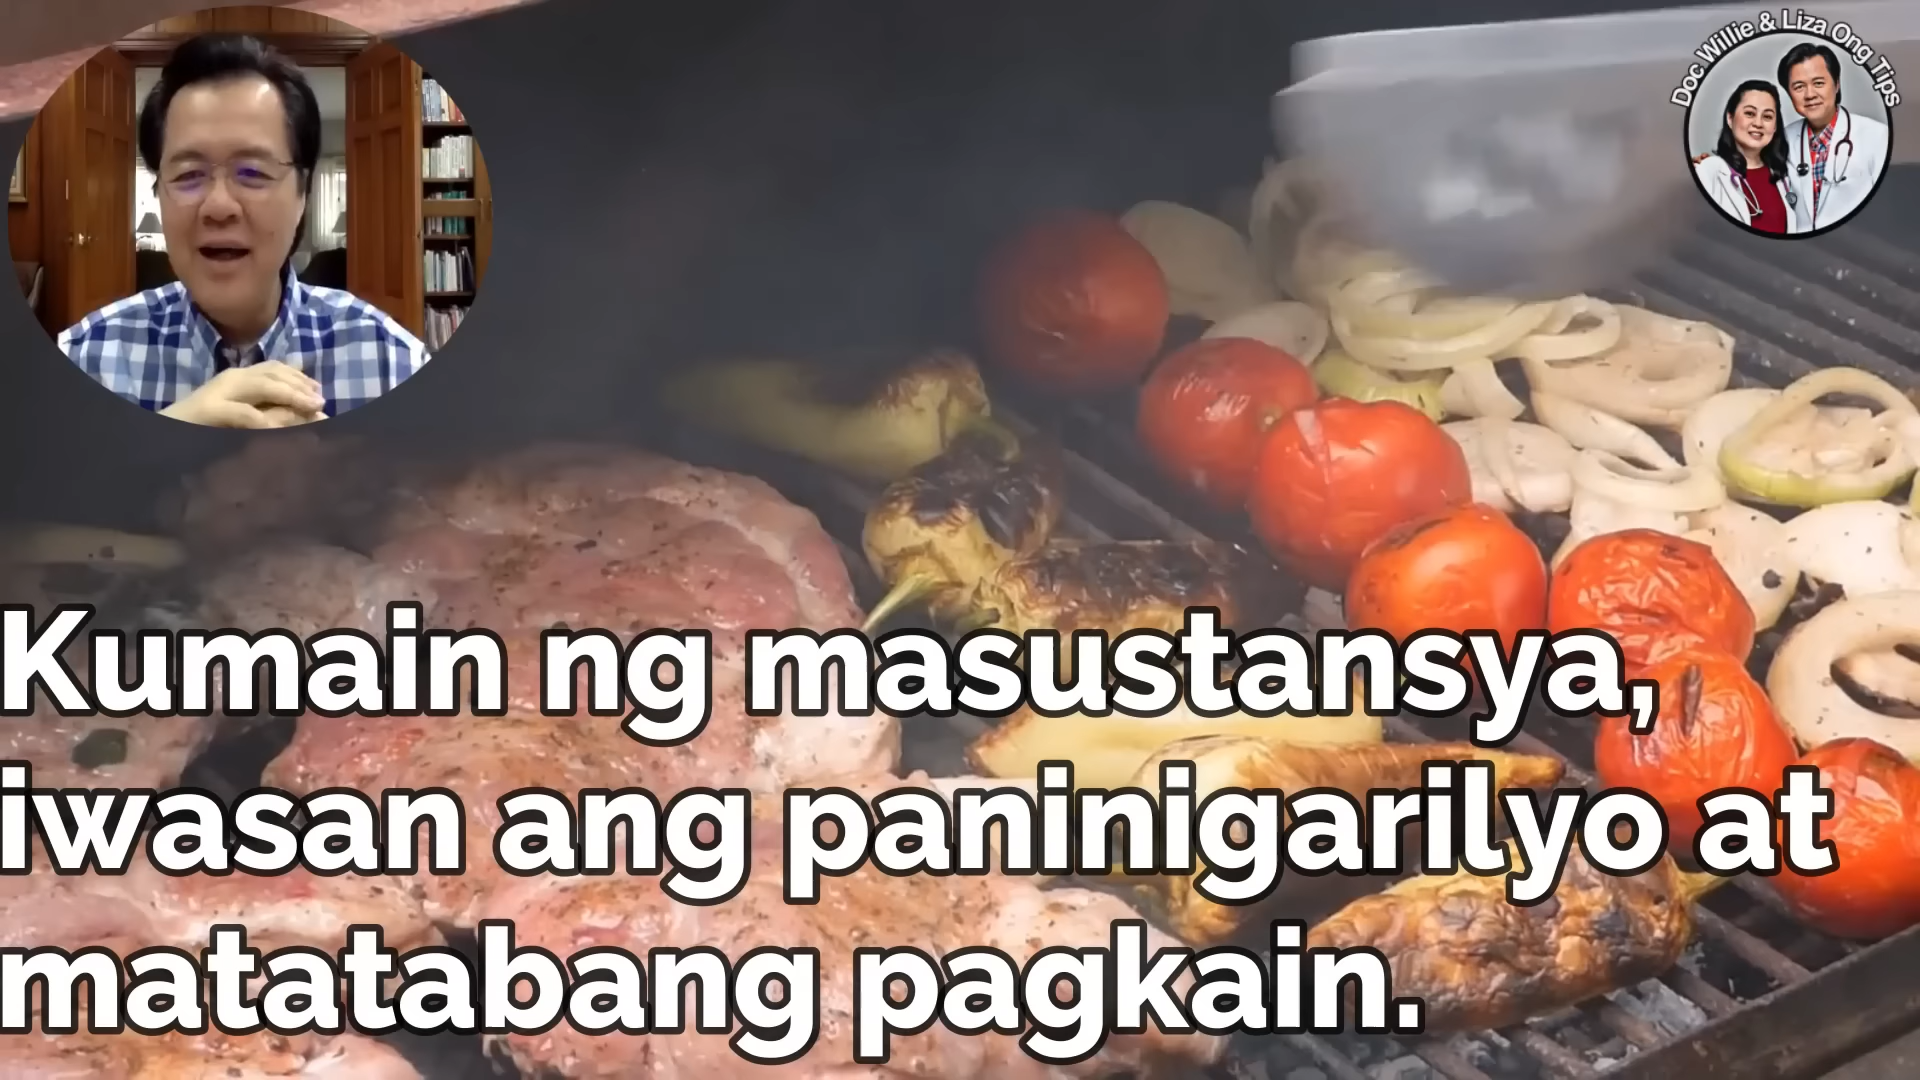 Doc Willie & Liza Ong Tips
Kumain ng masustansya,
iwasan ang paninigarilyo at
matatabang pagkain.